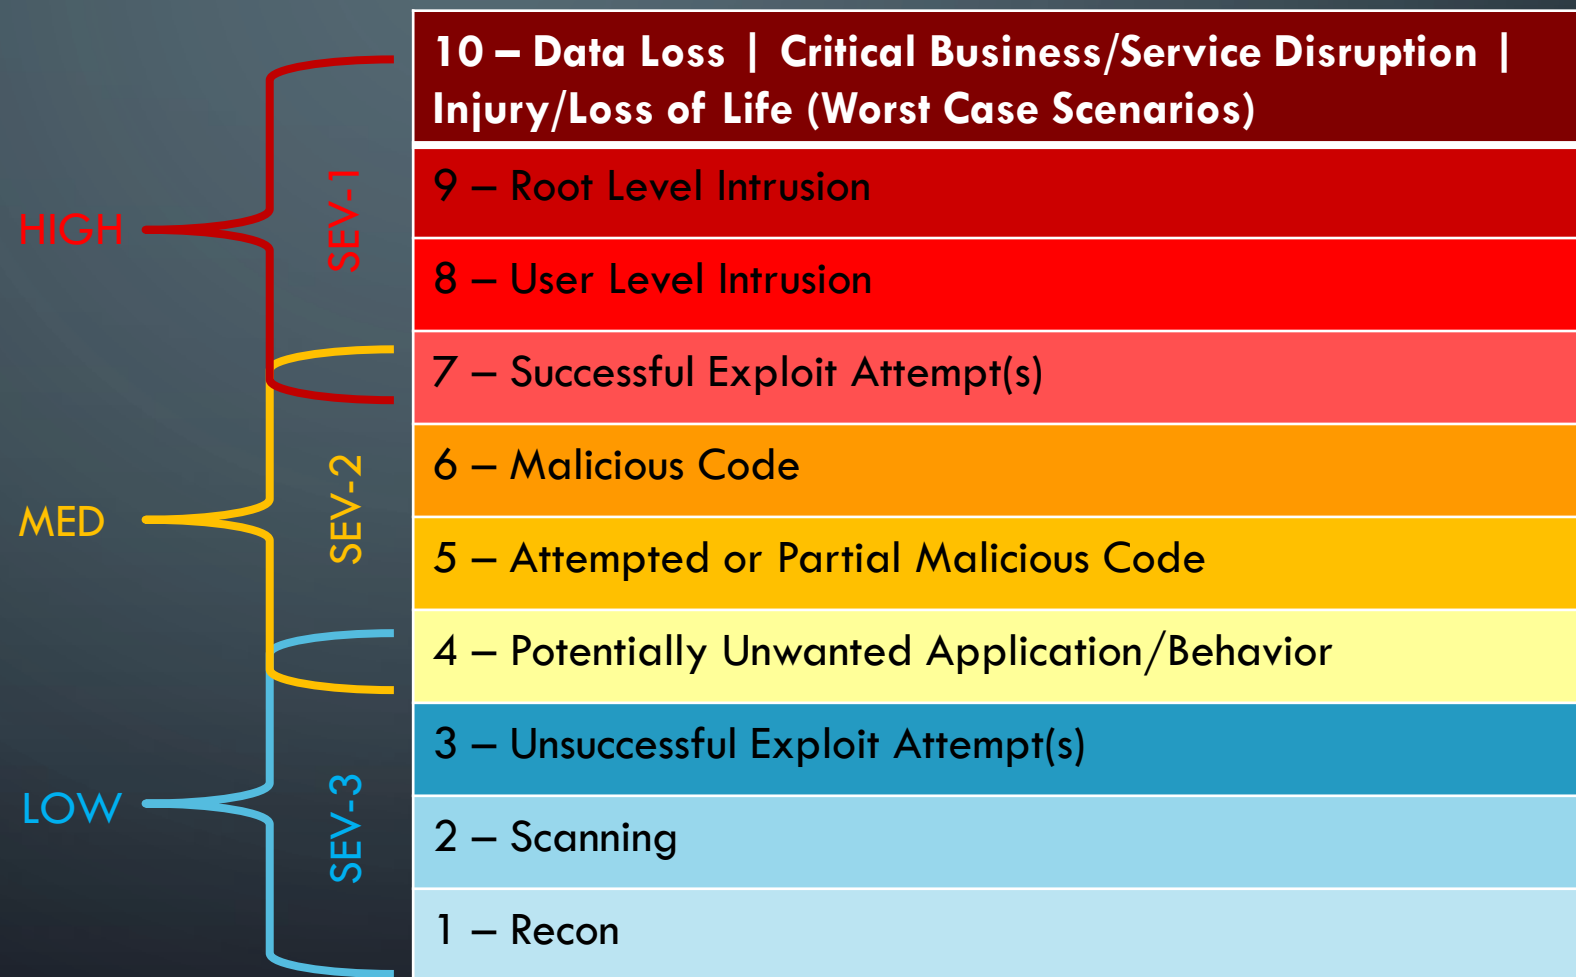 10 – Data Loss | Critical Business/Service Disruption |
Injury/Loss of Life (Worst Case Scenarios)
9 – Root Level Intrusion
8 – User Level Intrusion
7 – Successful Exploit Attempt(s)
6 – Malicious Code
5 – Attempted or Partial Malicious Code
4 – Potentially Unwanted Application/Behavior
3 – Unsuccessful Exploit Attempt(s)
2 – Scanning
1 – Recon
HIGH
SEV-1
MED
SEV-2
LOW
SEV-3